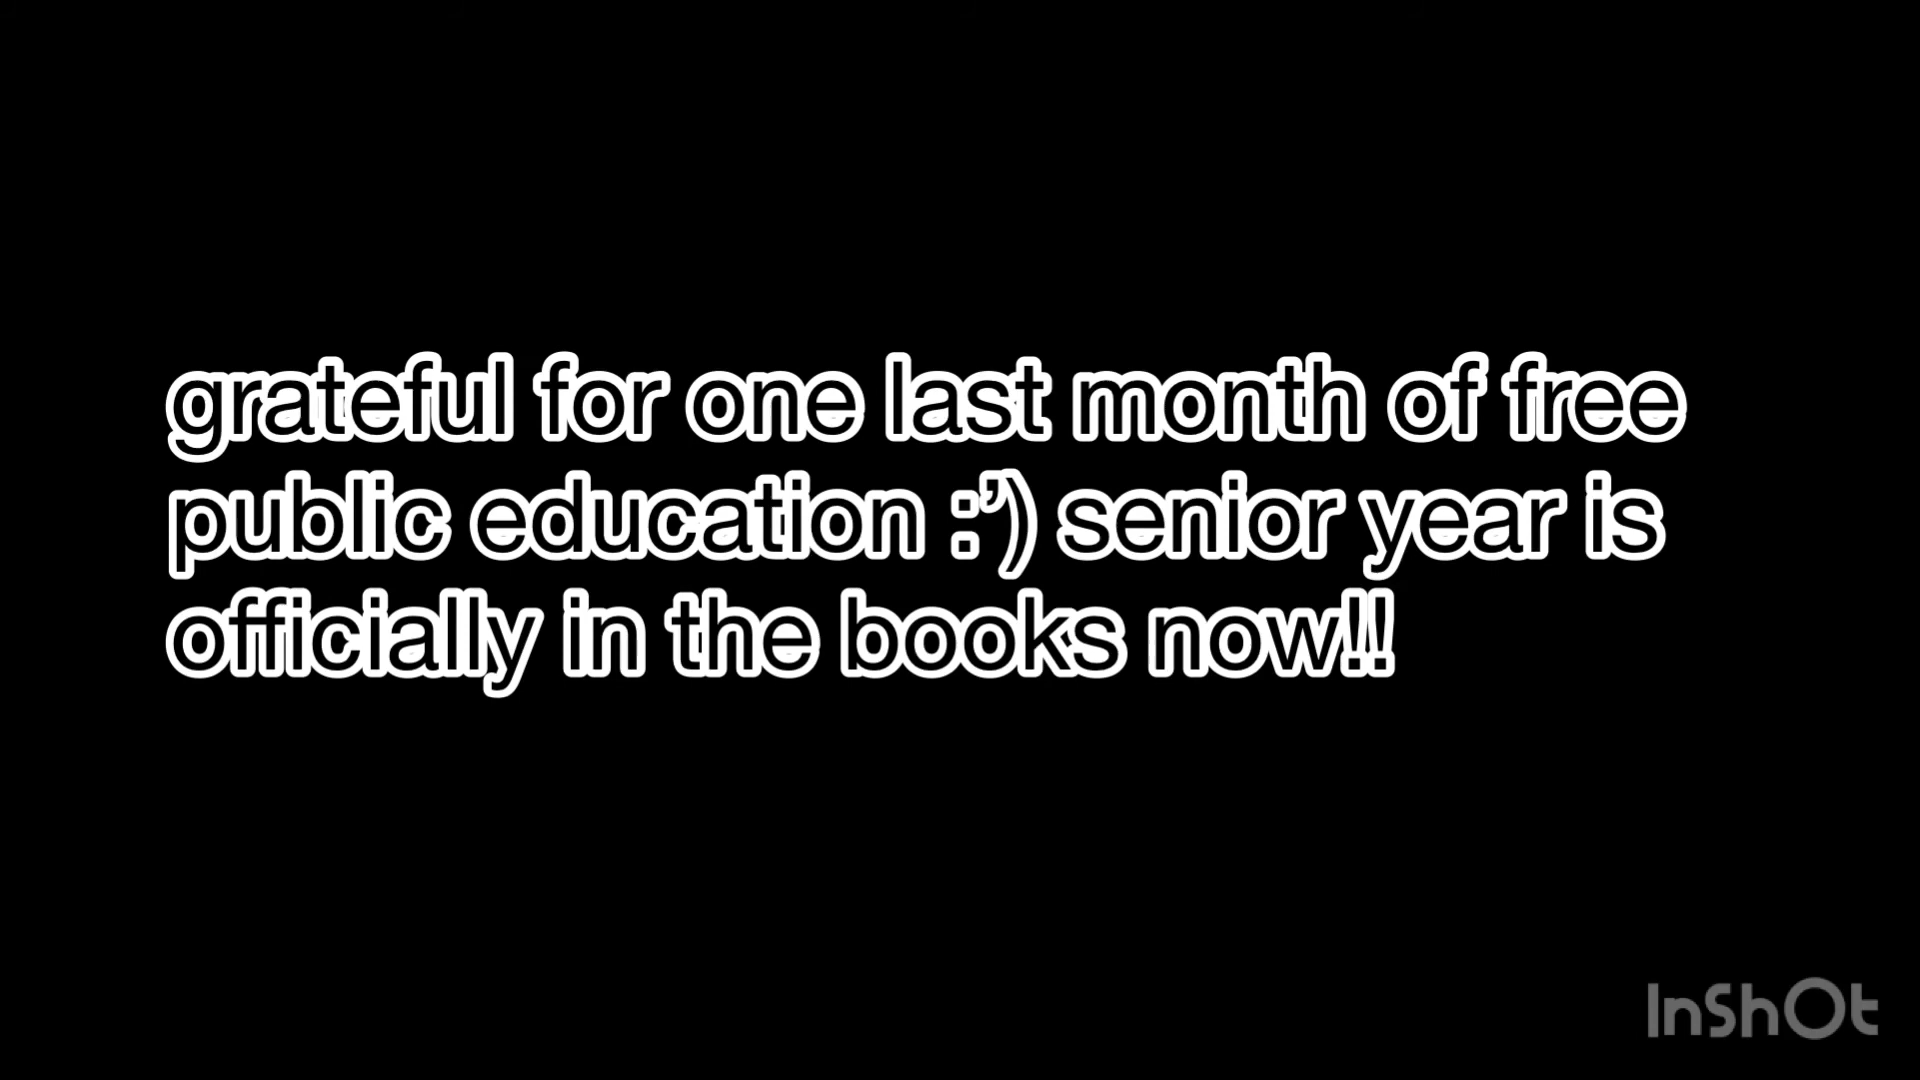 grateful for one last month of free
public education :’) senior year is
officially in the books now!!
InShOt